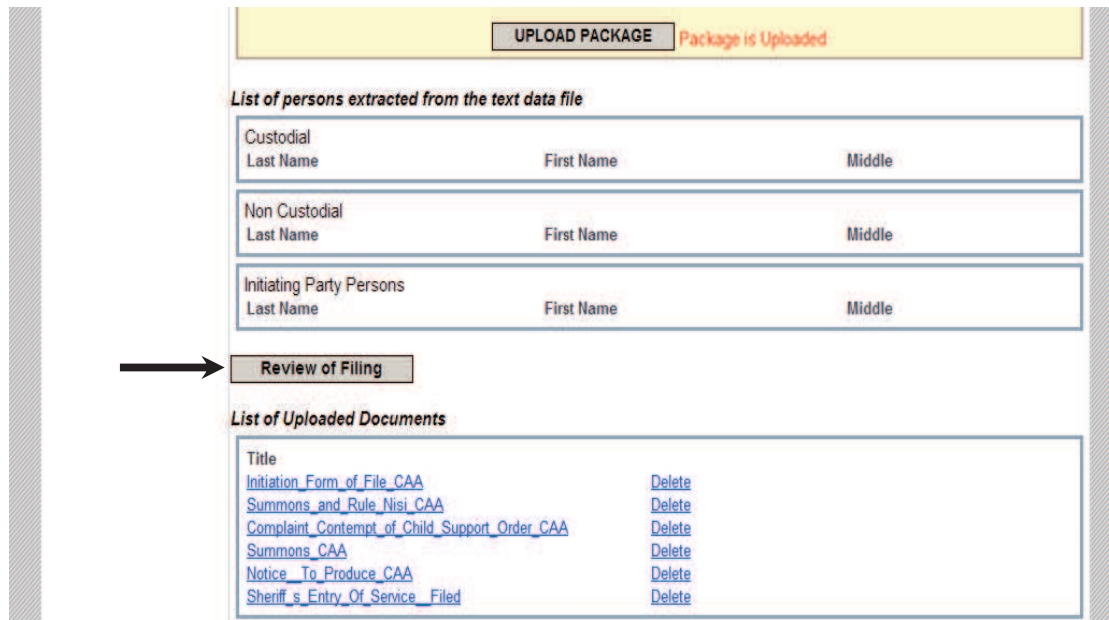 UPLOAD PACKAGE Package is Uploaded
List of persons extracted from the text data file
Custodial
Last Name First Name Middle
Non Custodial
Last Name First Name Middle
Initiating Party Persons
Last Name First Name Middle
Review of Filing
List of Uploaded Documents
Title
Initiation_Form_of_File_CAA Delete
Summons_and_Rule_Nisi_CAA Delete
Complaint_Contempt_of_Child_Support_Order_CAA Delete
Summons_CAA Delete
Notice__To_Produce_CAA Delete
Sheriff_s_Entry_Of_Service__Filed Delete